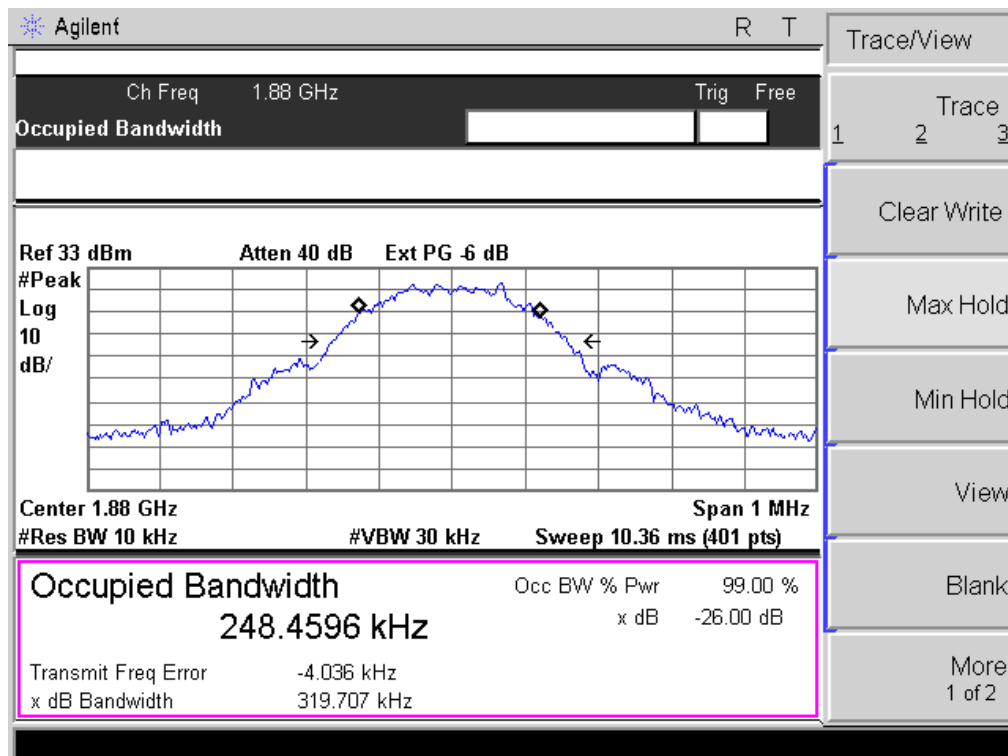 Agilent R T
Trace/View
Ch Freq 1.88 GHz Trig Free
Occupied Bandwidth
Trace
1 2 3
Clear Write
Max Hold
Min Hold
View
Blank
More
1 of 2
Ref 33 dBm Atten 40 dB Ext PG -6 dB
#Peak
Log
10
dB/
Center 1.88 GHz Span 1 MHz
#Res BW 10 kHz #VBW 30 kHz Sweep 10.36 ms (401 pts)
Occupied Bandwidth Occ BW % Pwr 99.00 %
248.4596 kHz x dB -26.00 dB
Transmit Freq Error -4.036 kHz
x dB Bandwidth 319.707 kHz